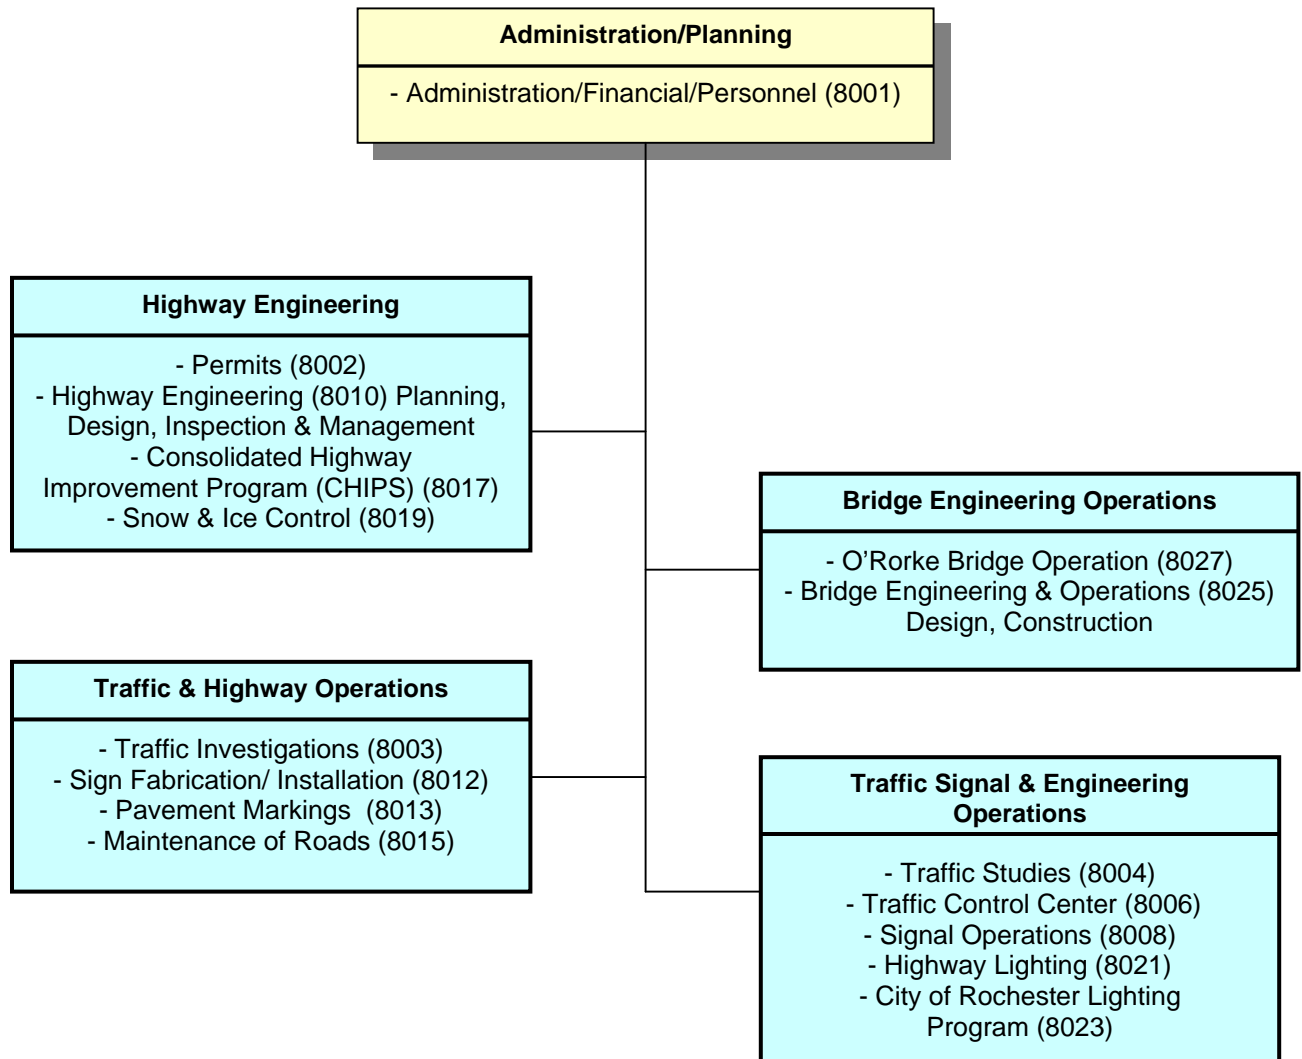 Administration/Planning
- Administration/Financial/Personnel (8001)
Highway Engineering
- Permits (8002)
- Highway Engineering (8010) Planning,
Design, Inspection & Management
- Consolidated Highway
Improvement Program (CHIPS) (8017)
- Snow & Ice Control (8019)
Bridge Engineering Operations
- O'Rorke Bridge Operation (8027)
- Bridge Engineering & Operations (8025)
Design, Construction
Traffic & Highway Operations
- Traffic Investigations (8003)
- Sign Fabrication/ Installation (8012)
- Pavement Markings  (8013)
- Maintenance of Roads (8015)
Traffic Signal & Engineering
Operations
- Traffic Studies (8004)
- Traffic Control Center (8006)
- Signal Operations (8008)
- Highway Lighting (8021)
- City of Rochester Lighting
Program (8023)